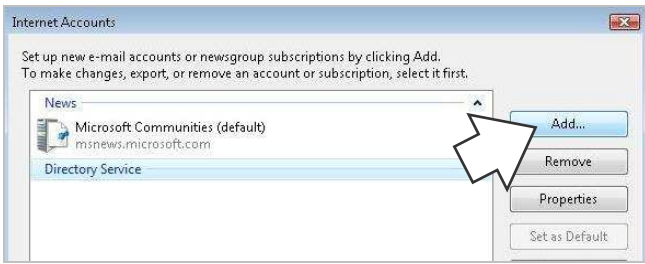 Internet Accounts
Set up new e-mail accounts or newsgroup subscriptions by clicking Add.
To make changes, export, or remove an account or subscription, select it first.
News
Microsoft Communities (default)
msnews.microsoft.com
Directory Service
Add...
Remove
Properties
Set as Default